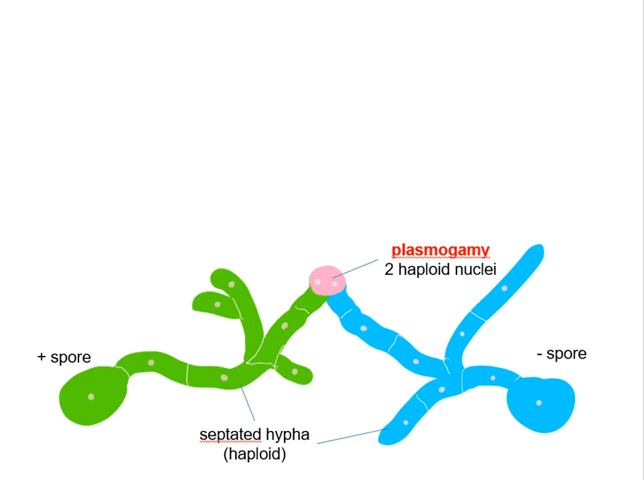 plasmogamy
2 haploid nuclei
+ spore
- spore
septated hypha
(haploid)